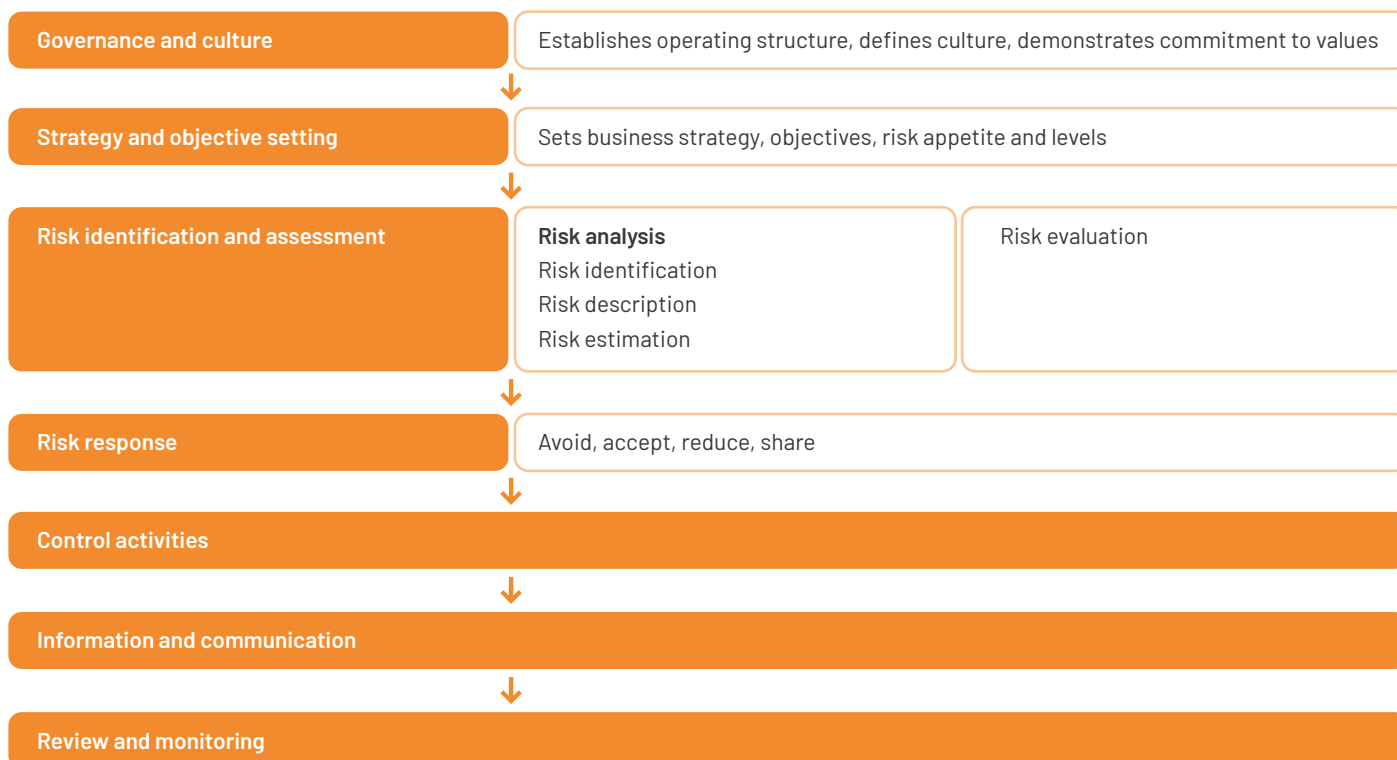 Governance and culture
Establishes operating structure, defines culture, demonstrates commitment to values
Strategy and objective setting
Sets business strategy, objectives, risk appetite and levels
Risk identification and assessment
Risk analysis
Risk identification
Risk description
Risk estimation
Risk evaluation
Risk response
Avoid, accept, reduce, share
Control activities
Information and communication
Review and monitoring